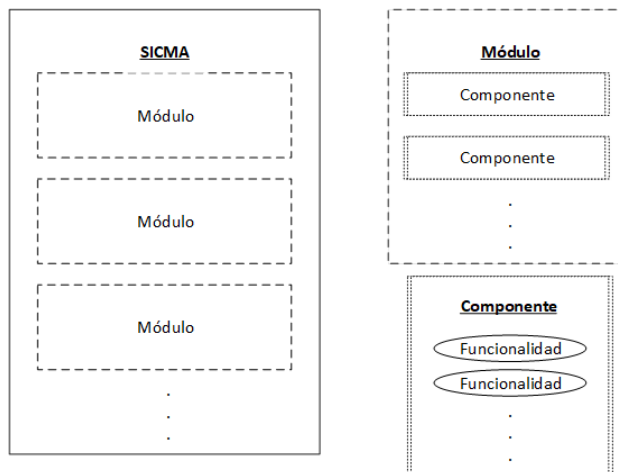 SICMA
Módulo
Módulo
Módulo
.
.
.
Módulo
Componente
Componente
.
.
.
Componente
Funcionalidad
Funcionalidad
.
.
.